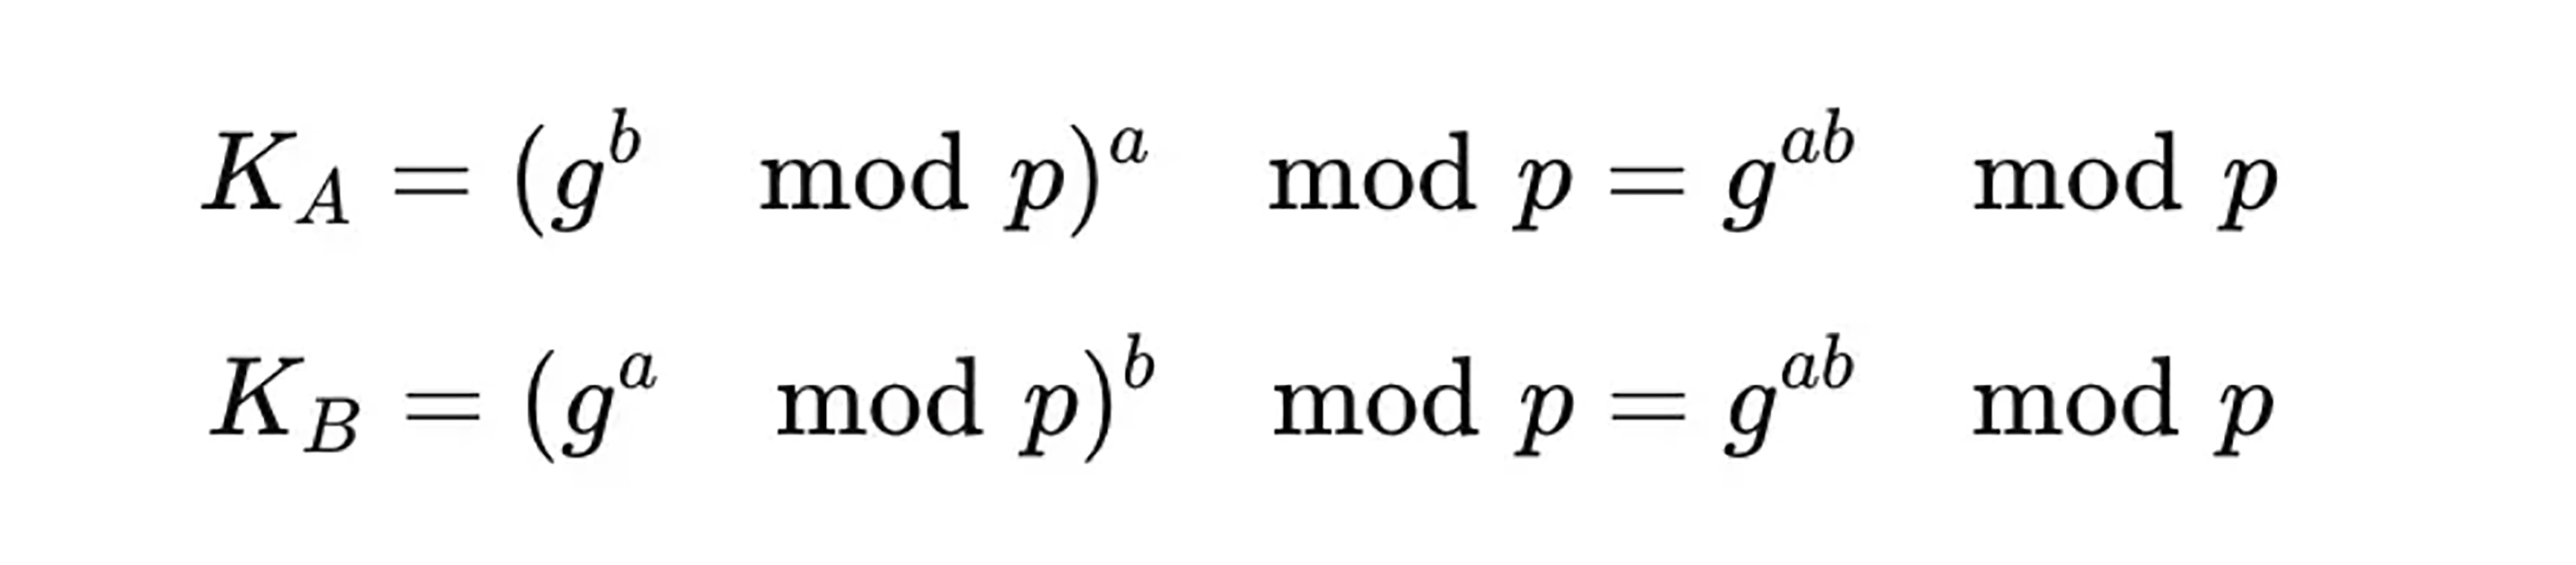 K_A = (g^b mod p)^a mod p = g^{ab} mod p
K_B = (g^a mod p)^b mod p = g^{ab} mod p